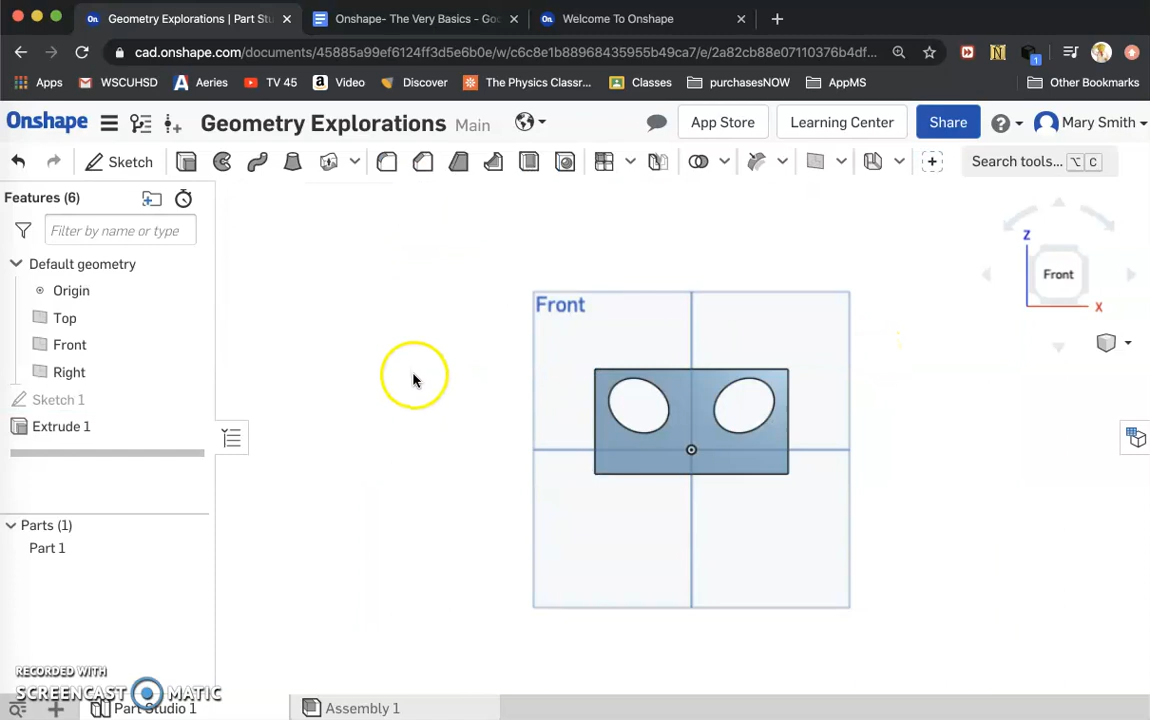 Geometry Explorations | Part Stu
Onshape- The Very Basics - Goo
Welcome To Onshape
cad.onshape.com/documents/45885a99ef6124ff3d5e6b0e/w/c6c8e1b88968435955b49ca7/e/2a82cb88e07110376b4df...
Apps
WSCUHSD
Aeries
TV 45
Video
Discover
The Physics Classr...
Classes
purchasesNOW
AppMS
Other Bookmarks
Onshape
Geometry Explorations Main
App Store
Learning Center
Share
Mary Smith
Sketch
Search tools... ⌥ C
Features (6)
Filter by name or type
Default geometry
Origin
Top
Front
Right
Sketch 1
Extrude 1
Parts (1)
Part 1
Front
Z
Front
X
RECORDED WITH
SCREENCAST MATIC
Part Studio 1
Assembly 1